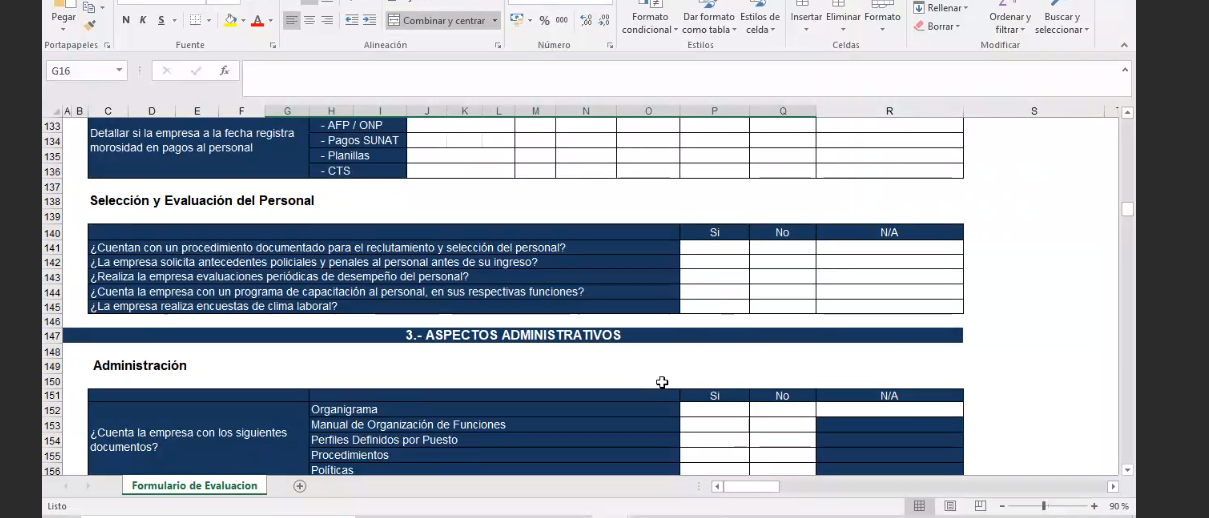 Pegar
N K S
A
Combinar y centrar
% 000
Formato condicional
Dar formato como tabla
Estilos de celda
Insertar Eliminar Formato
Rellenar
Borrar
Ordenar y filtrar
Buscar y seleccionar
Portapapeles
Fuente
Alineación
Número
Estilos
Celdas
Modificar
G16
fx
A B C D E F G H I J K L M N O P Q R S
133
134
135
136
137
138
139
140
141
142
143
144
145
146
147
148
149
150
151
152
153
154
155
156
Detallar si la empresa a la fecha registra
morosidad en pagos al personal
- AFP / ONP
- Pagos SUNAT
- Planillas
- CTS
Selección y Evaluación del Personal
Si No N/A
¿Cuentan con un procedimiento documentado para el reclutamiento y selección del personal?
¿La empresa solicita antecedentes policiales y penales al personal antes de su ingreso?
¿Realiza la empresa evaluaciones periódicas de desempeño del personal?
¿Cuenta la empresa con un programa de capacitación al personal, en sus respectivas funciones?
¿La empresa realiza encuestas de clima laboral?
3.- ASPECTOS ADMINISTRATIVOS
Administración
Si No N/A
¿Cuenta la empresa con los siguientes
documentos?
Organigrama
Manual de Organización de Funciones
Perfiles Definidos por Puesto
Procedimientos
Políticas
Formulario de Evaluacion
Listo
90 %